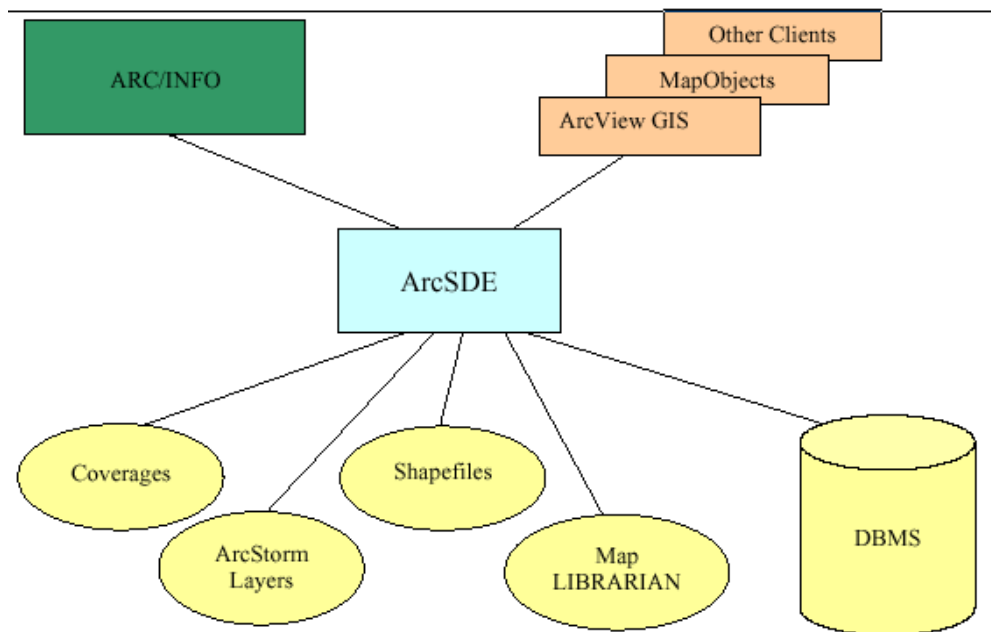 Other Clients
ARC/INFO
MapObjects
ArcView GIS
ArcSDE
Coverages
Shapefiles
ArcStorm
Layers
Map
LIBRARIAN
DBMS